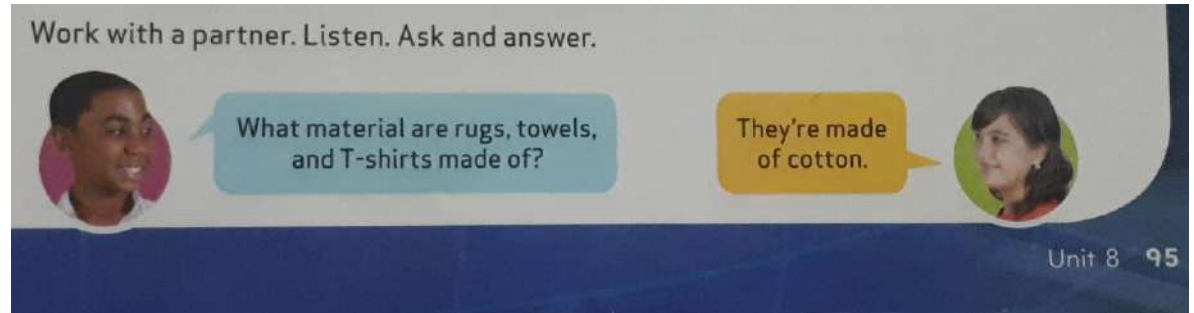 Work with a partner. Listen. Ask and answer.
What material are rugs, towels,
and T-shirts made of?
They're made
of cotton.
Unit 8 95